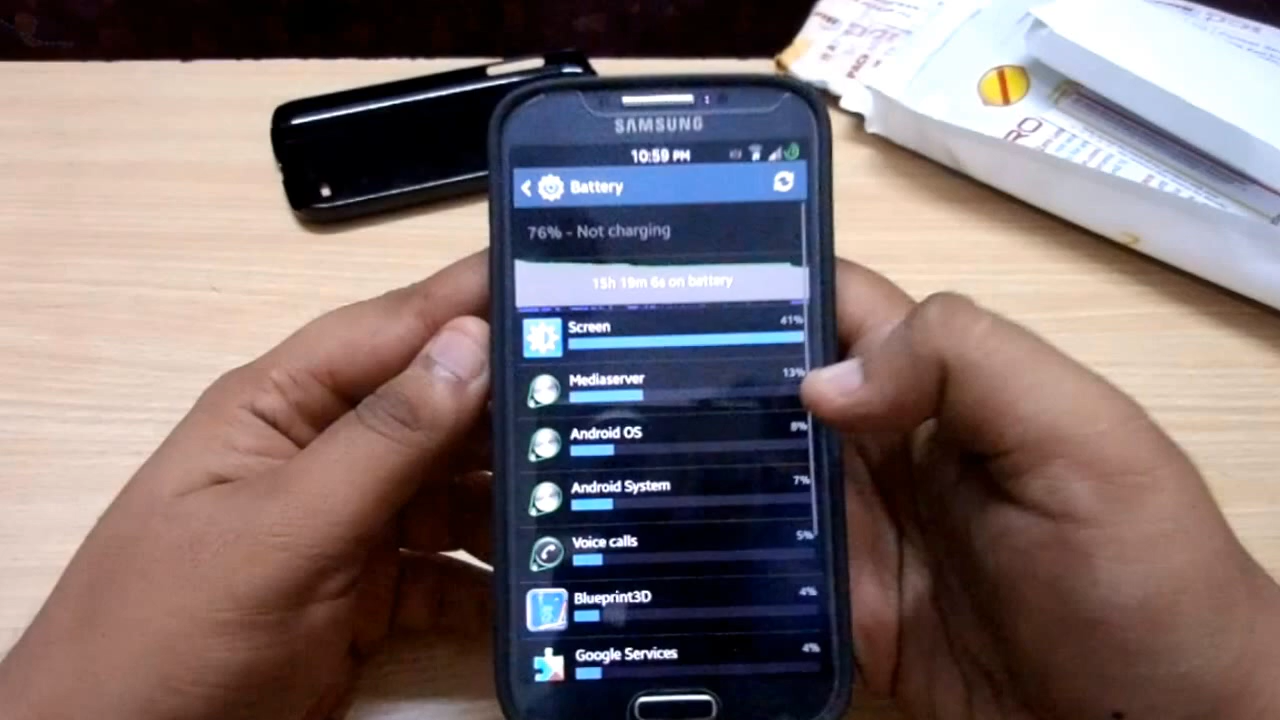 SAMSUNG
10:59 PM
Battery
76% - Not charging
15h 19m 6s on battery
Screen 41%
Mediaserver 13%
Android OS 8%
Android System 7%
Voice calls 5%
Blueprint3D 4%
Google Services 4%